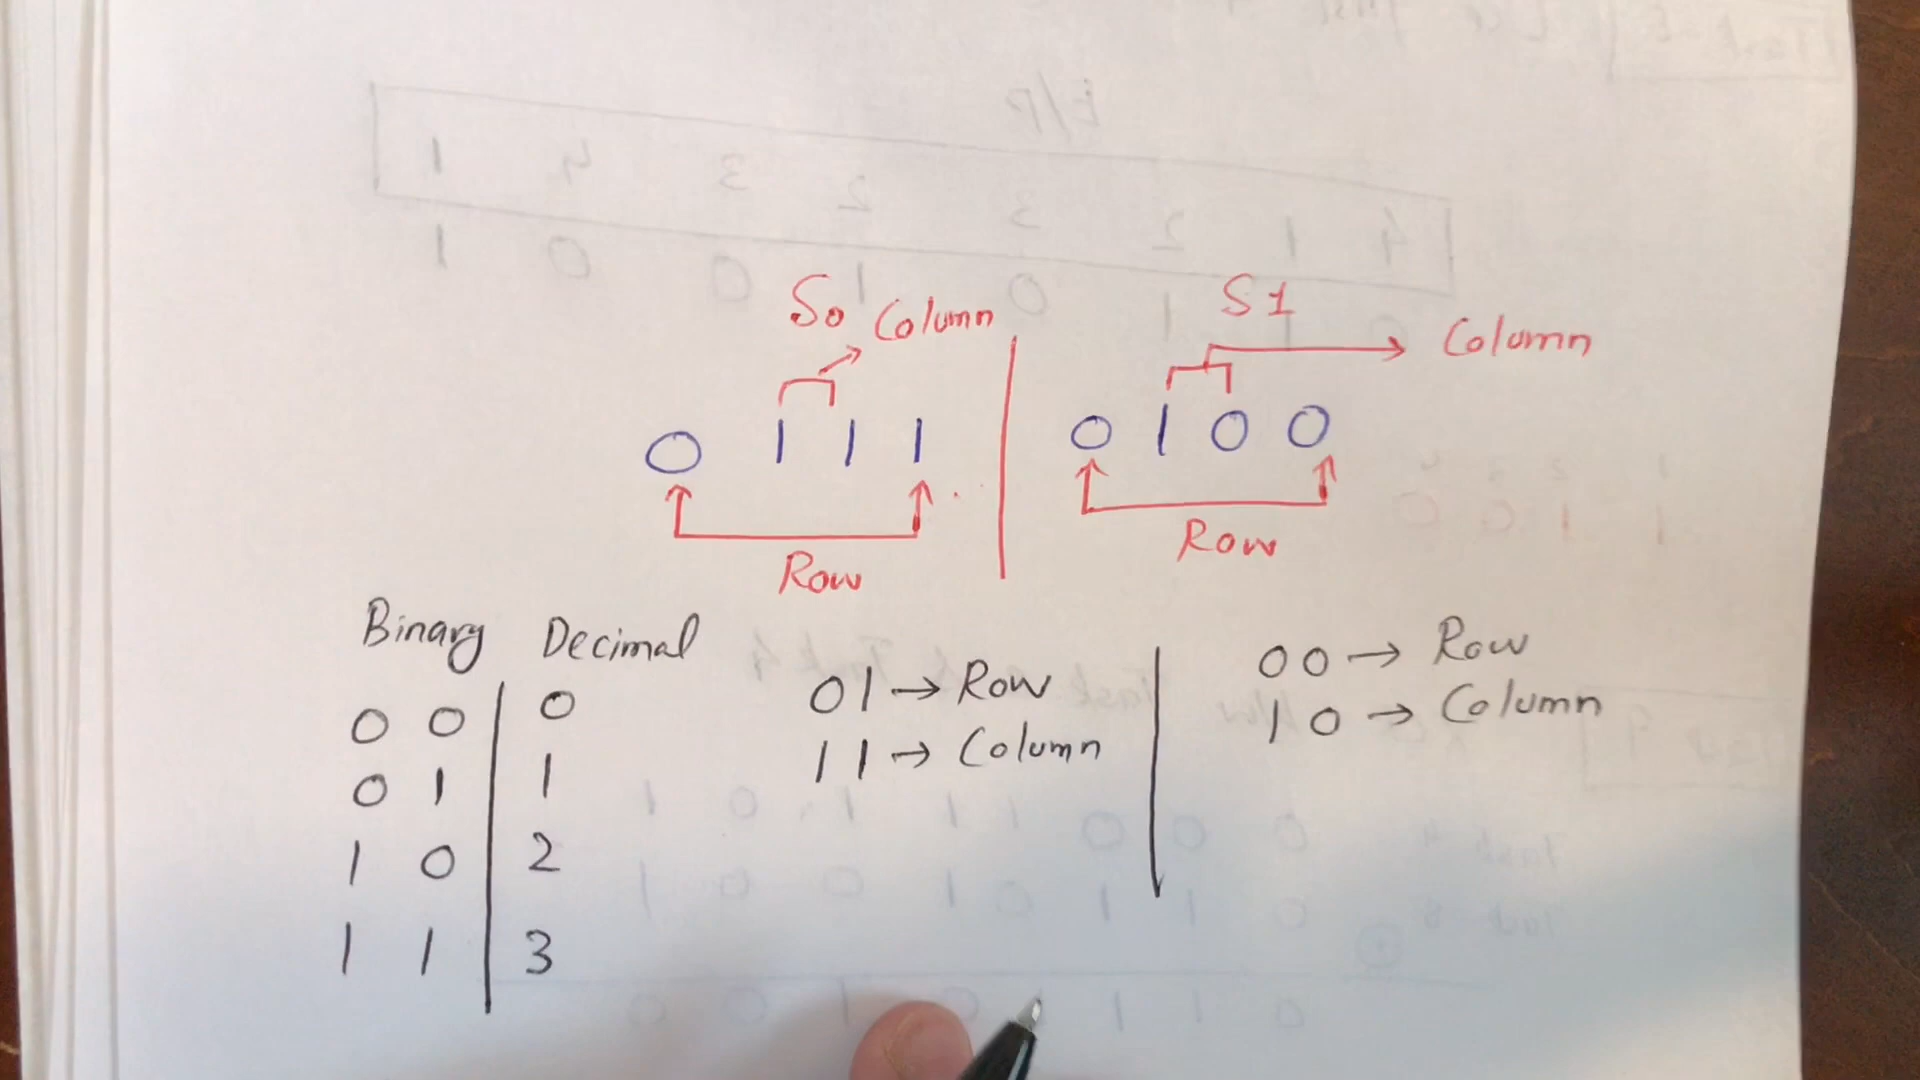 S0 Column
S1
Column
0 1 1 1
0 1 0 0
Row
Row
Binary Decimal
0 0 0
0 1 1
1 0 2
1 1 3
01 → Row
11 → Column
00 → Row
10 → Column